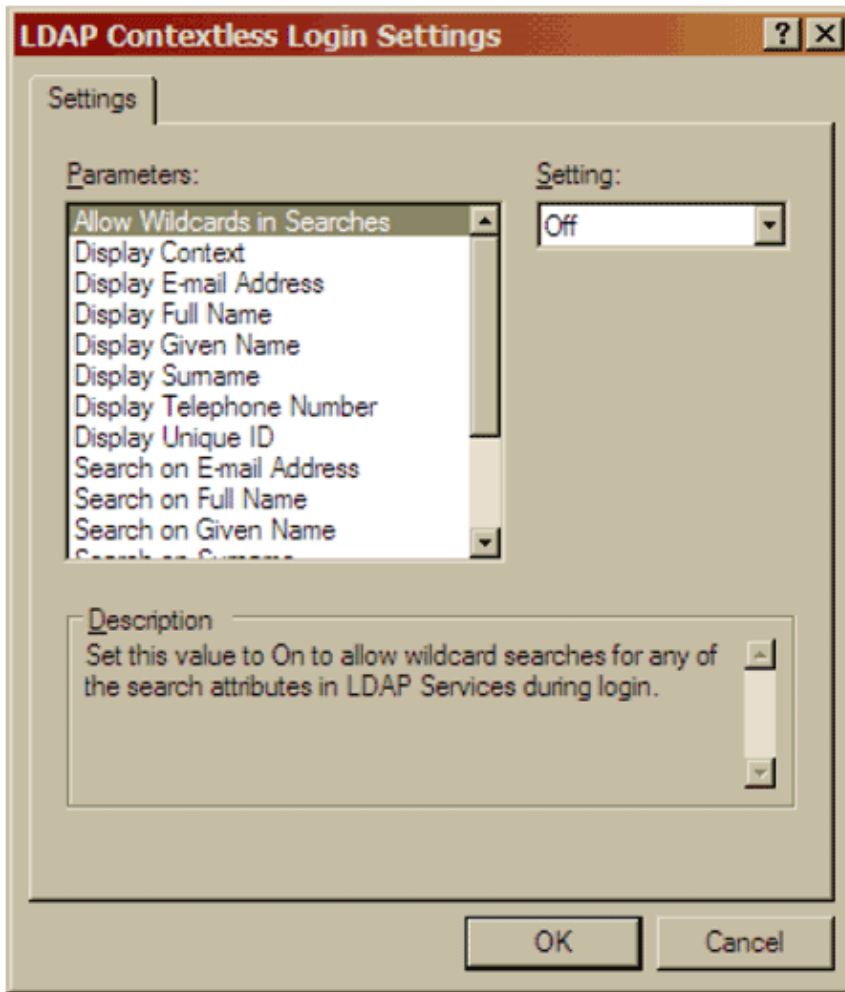 LDAP Contextless Login Settings
Settings
Parameters:
Setting:
Allow Wildcards in Searches
Off
Display Context
Display E-mail Address
Display Full Name
Display Given Name
Display Surname
Display Telephone Number
Display Unique ID
Search on E-mail Address
Search on Full Name
Search on Given Name
Search on Surname
Description
Set this value to On to allow wildcard searches for any of
the search attributes in LDAP Services during login.
OK
Cancel